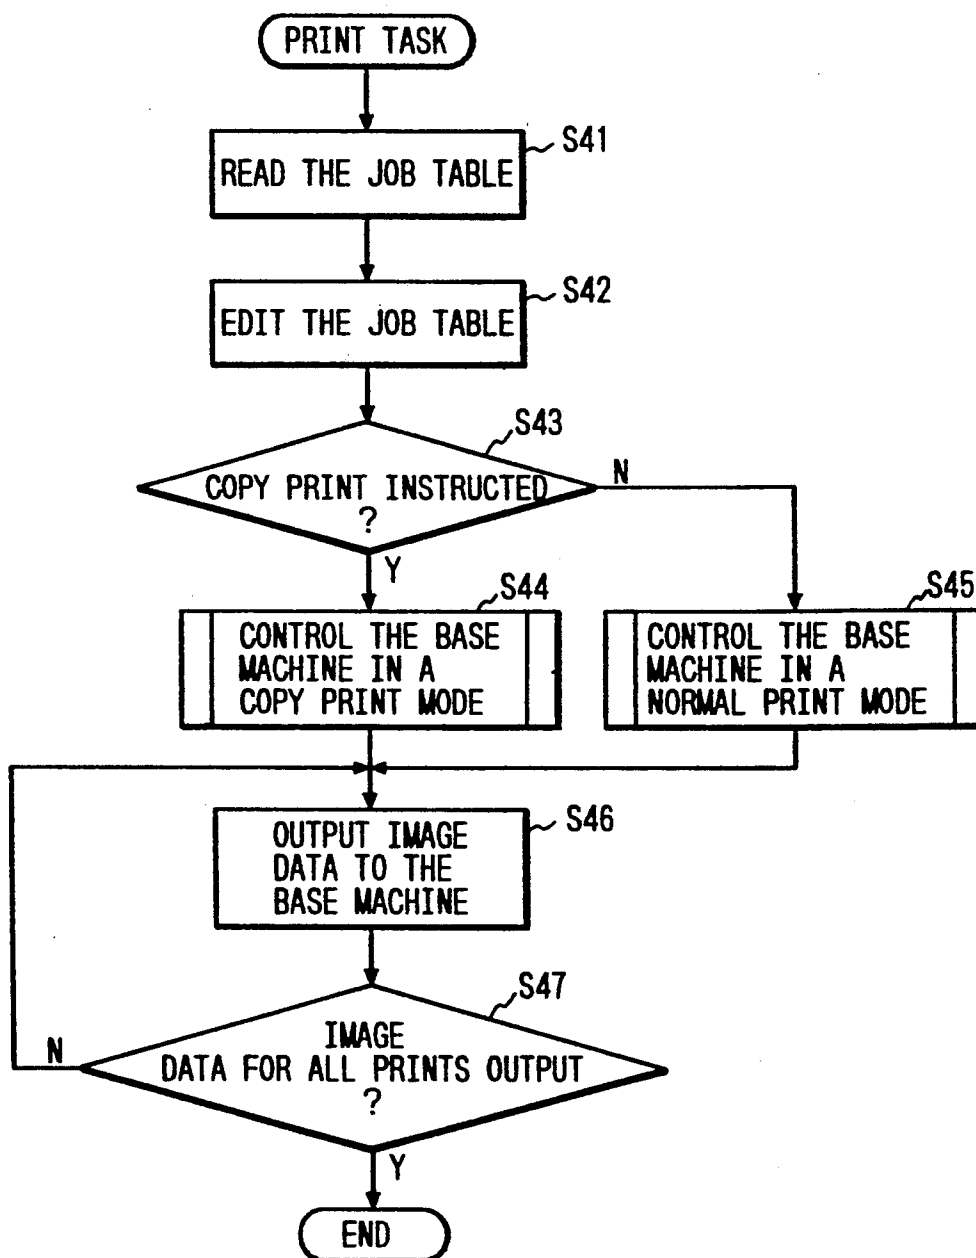 PRINT TASK
S41
READ THE JOB TABLE
S42
EDIT THE JOB TABLE
S43
COPY PRINT INSTRUCTED
?
N
Y
S44
CONTROL THE BASE
MACHINE IN A
COPY PRINT MODE
S45
CONTROL THE BASE
MACHINE IN A
NORMAL PRINT MODE
S46
OUTPUT IMAGE
DATA TO THE
BASE MACHINE
S47
IMAGE
DATA FOR ALL PRINTS OUTPUT
?
N
Y
END